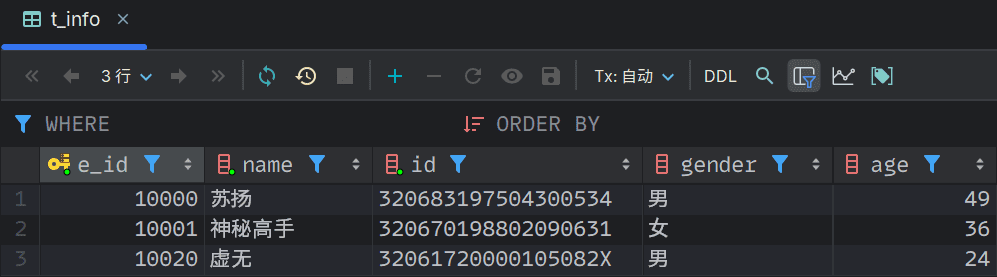 t_info
3 行 Tx: 自动 DDL
WHERE ORDER BY
e_id name id gender age
1 10000 苏扬 320683197504300534 男 49
2 10001 神秘高手 320670198802090631 女 36
3 10020 虚无 32061720000105082X 男 24